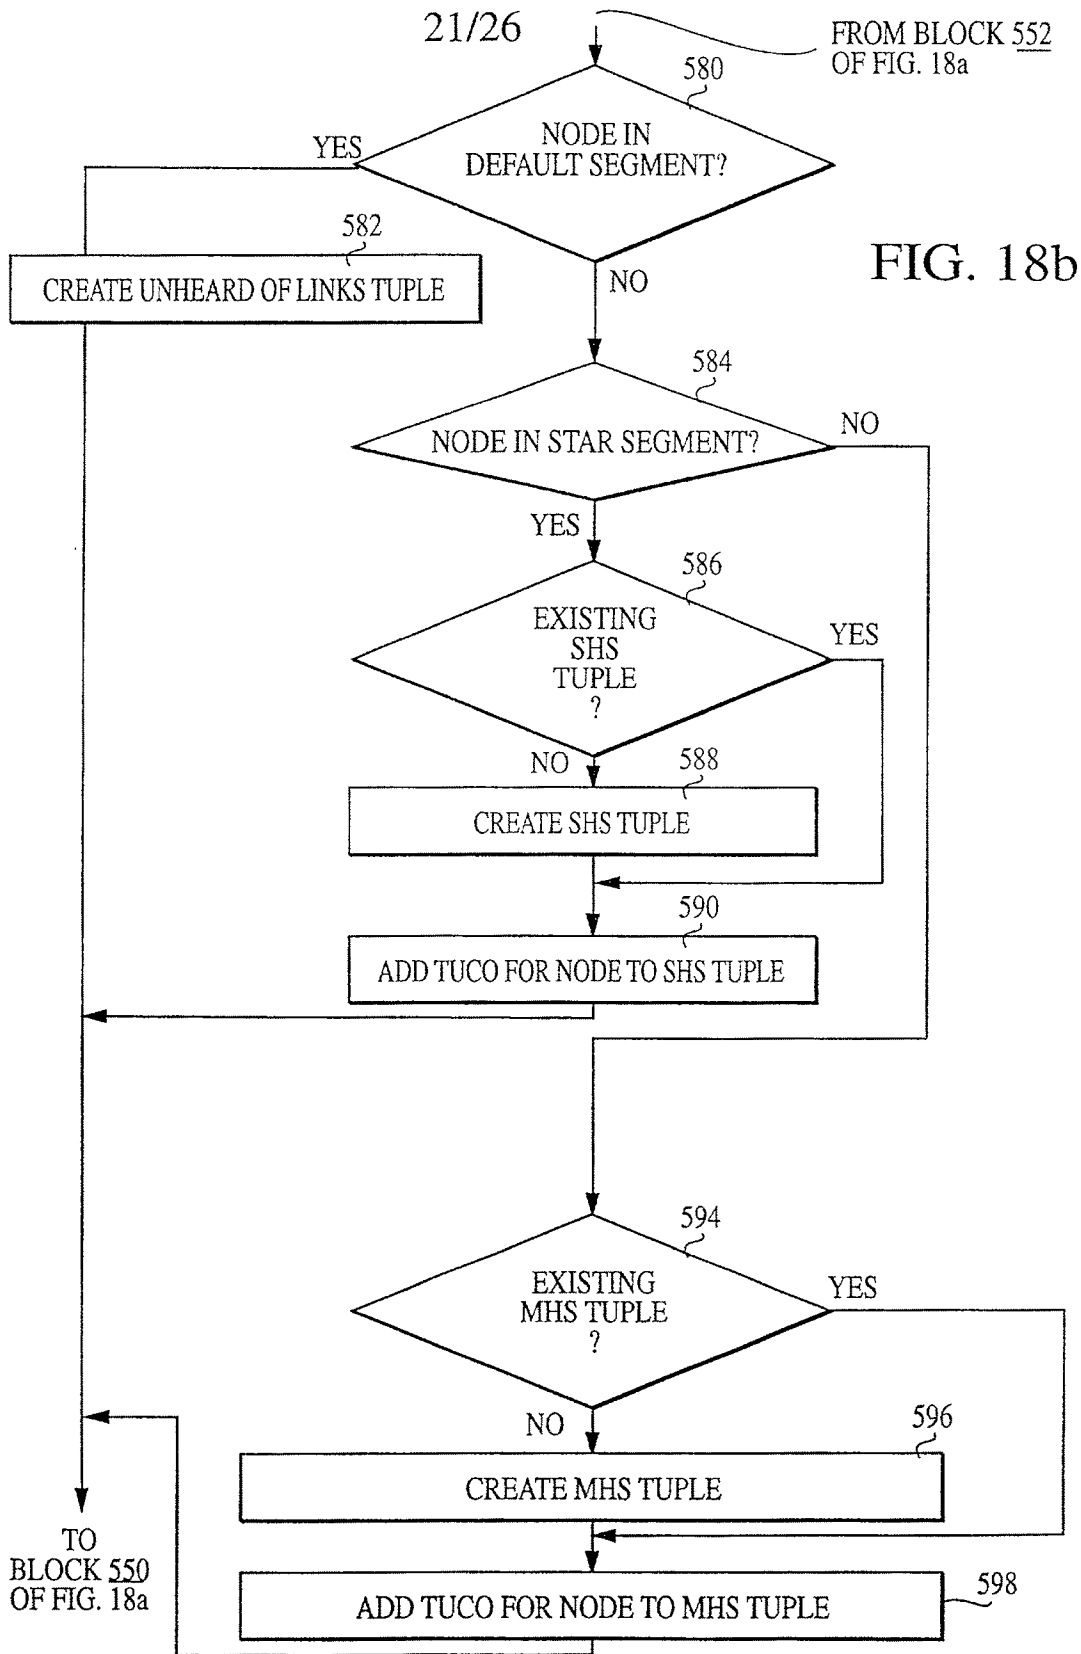 21/26
FROM BLOCK 552
OF FIG. 18a
580
NODE IN
DEFAULT SEGMENT?
YES
582
CREATE UNHEARD OF LINKS TUPLE
FIG. 18b
NO
584
NODE IN STAR SEGMENT?
NO
YES
586
EXISTING
SHS
TUPLE
?
YES
NO
588
CREATE SHS TUPLE
590
ADD TUCO FOR NODE TO SHS TUPLE
594
EXISTING
MHS TUPLE
?
YES
NO
596
CREATE MHS TUPLE
TO
BLOCK 550
OF FIG. 18a
ADD TUCO FOR NODE TO MHS TUPLE
598